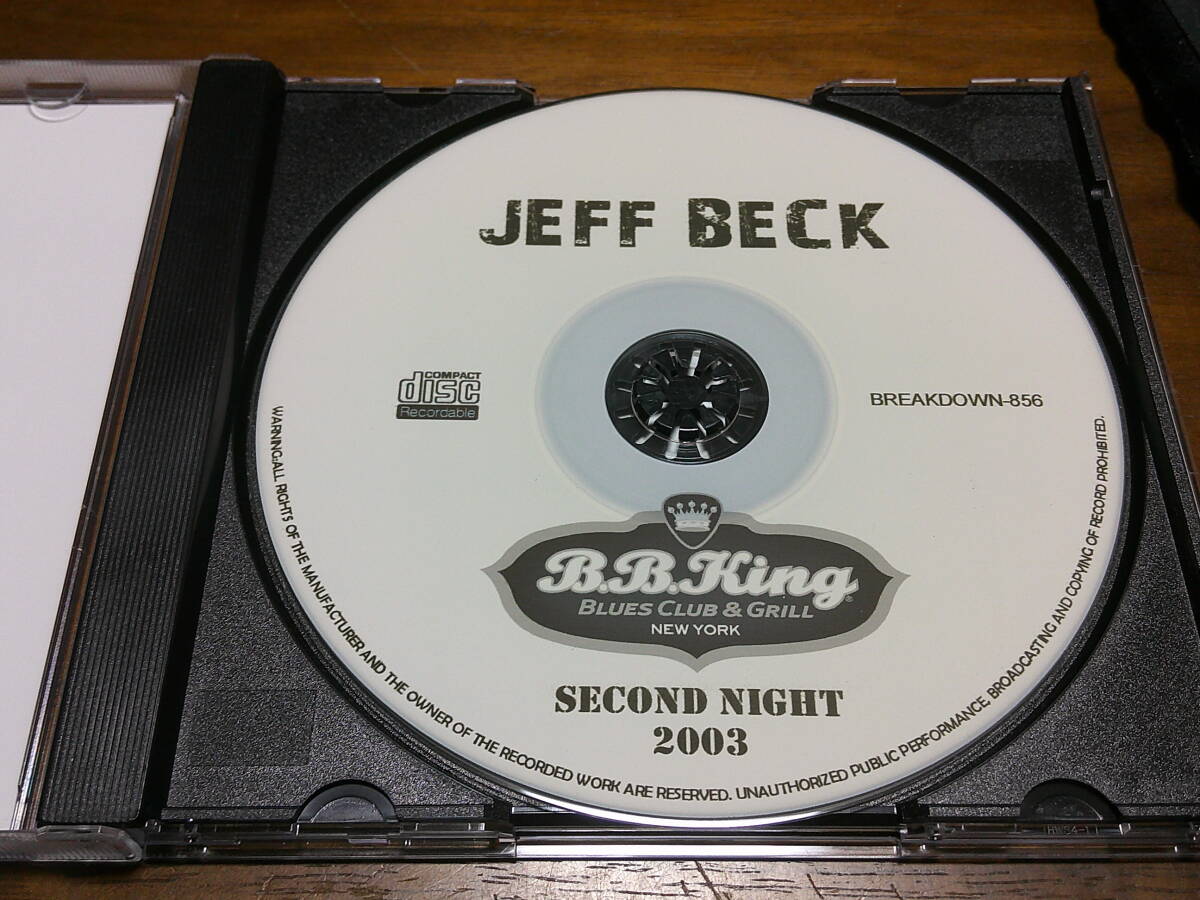 JEFF BECK
COMPACT
disc
Recordable
BREAKDOWN-856
B.B.King
BLUES CLUB & GRILL
NEW YORK
SECOND NIGHT
2003
WARNING:ALL RIGHTS OF THE MANUFACTURER AND THE OWNER OF THE RECORDED WORK ARE RESERVED. UNAUTHORIZED PUBLIC PERFORMANCE BROADCASTING AND COPYING OF RECORD PROHIBITED.